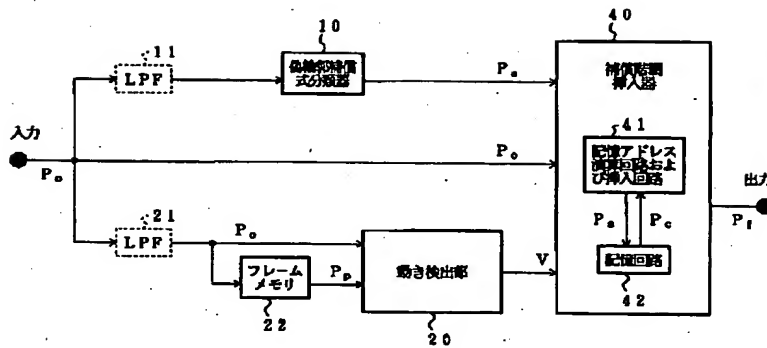 40
11
10
LPF
偽輪郭補償
式分類器
Pe
補償階調
挿入器
41
入力
Po
Po
記憶アドレス
演算回路およ
び挿入回路
出力
21
Pa
Pc
Pf
LPF
Po
フレーム
メモリ
Pp
動き検出部
V
記憶回路
22
20
42